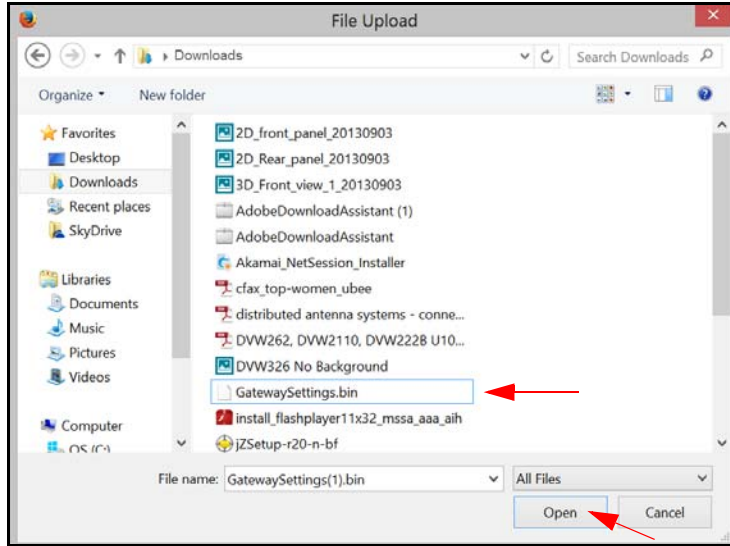 File Upload
Downloads
Search Downloads
Organize
New folder
Favorites
Desktop
Downloads
Recent places
SkyDrive
Libraries
Documents
Music
Pictures
Videos
Computer
OS (C:)
2D_front_panel_20130903
2D_Rear_panel_20130903
3D_Front_view_1_20130903
AdobeDownloadAssistant (1)
AdobeDownloadAssistant
Akamai_NetSession_Installer
cfax_top-women_ubee
distributed antenna systems - conne...
DVW262, DVW2110, DVW222B U10...
DVW326 No Background
GatewaySettings.bin
install_flashplayer11x32_mssa_aaa_aih
jZSetup-r20-n-bf
File name: GatewaySettings(1).bin
All Files
Open
Cancel